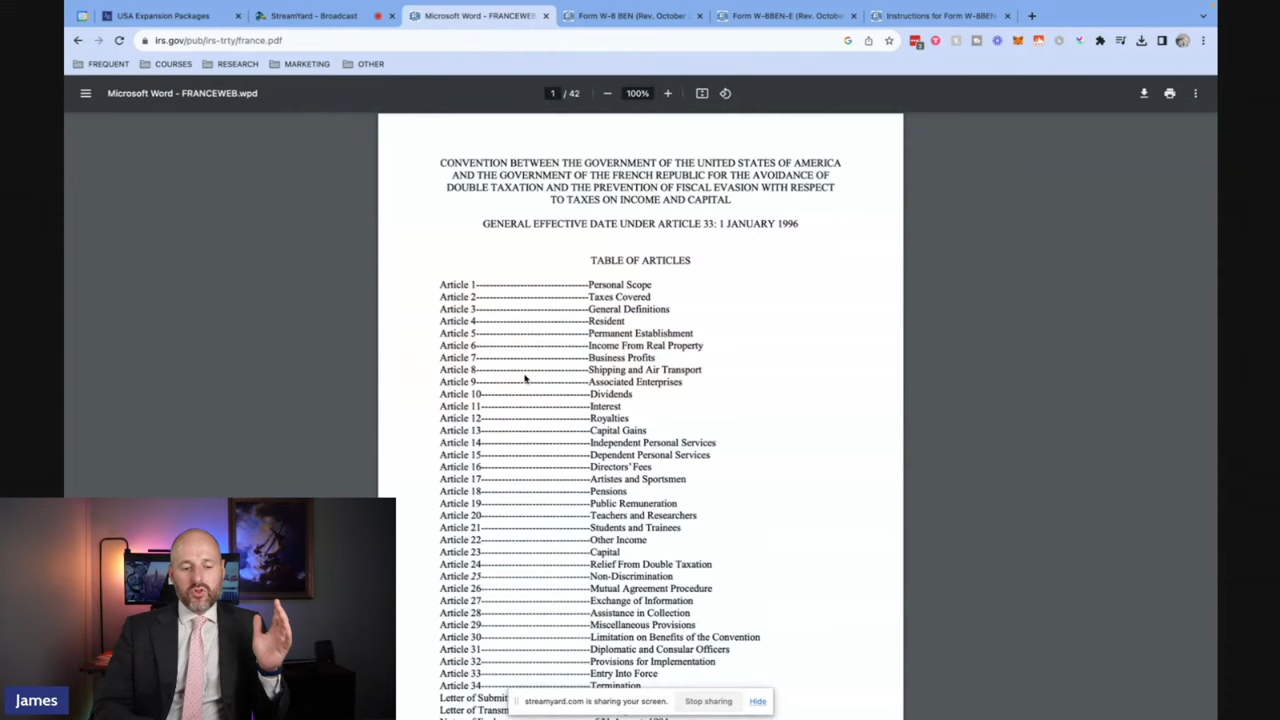 USA Expansion Packages
StreamYard - Broadcast
Microsoft Word - FRANCEWEB.
Form W-8 BEN (Rev. October
Form W-8BEN-E (Rev. Octobe
Instructions for Form W-8BEN
irs.gov/pub/irs-trty/france.pdf
FREQUENT
COURSES
RESEARCH
MARKETING
OTHER
Microsoft Word - FRANCEWEB.wpd
1 / 42
100%
CONVENTION BETWEEN THE GOVERNMENT OF THE UNITED STATES OF AMERICA
AND THE GOVERNMENT OF THE FRENCH REPUBLIC FOR THE AVOIDANCE OF
DOUBLE TAXATION AND THE PREVENTION OF FISCAL EVASION WITH RESPECT
TO TAXES ON INCOME AND CAPITAL
GENERAL EFFECTIVE DATE UNDER ARTICLE 33: 1 JANUARY 1996
TABLE OF ARTICLES
Article 1----------------------------------Personal Scope
Article 2----------------------------------Taxes Covered
Article 3----------------------------------General Definitions
Article 4----------------------------------Resident
Article 5----------------------------------Permanent Establishment
Article 6----------------------------------Income From Real Property
Article 7----------------------------------Business Profits
Article 8----------------------------------Shipping and Air Transport
Article 9----------------------------------Associated Enterprises
Article 10---------------------------------Dividends
Article 11---------------------------------Interest
Article 12---------------------------------Royalties
Article 13---------------------------------Capital Gains
Article 14---------------------------------Independent Personal Services
Article 15---------------------------------Dependent Personal Services
Article 16---------------------------------Directors' Fees
Article 17---------------------------------Artistes and Sportsmen
Article 18---------------------------------Pensions
Article 19---------------------------------Public Remuneration
Article 20---------------------------------Teachers and Researchers
Article 21---------------------------------Students and Trainees
Article 22---------------------------------Other Income
Article 23---------------------------------Capital
Article 24---------------------------------Relief From Double Taxation
Article 25---------------------------------Non-Discrimination
Article 26---------------------------------Mutual Agreement Procedure
Article 27---------------------------------Exchange of Information
Article 28---------------------------------Assistance in Collection
Article 29---------------------------------Miscellaneous Provisions
Article 30---------------------------------Limitation on Benefits of the Convention
Article 31---------------------------------Diplomatic and Consular Officers
Article 32---------------------------------Provisions for Implementation
Article 33---------------------------------Entry Into Force
Article 34---------------------------------Termination
Letter of Submit
Letter of Transm
streamyard.com is sharing your screen.
Stop sharing
Hide
James